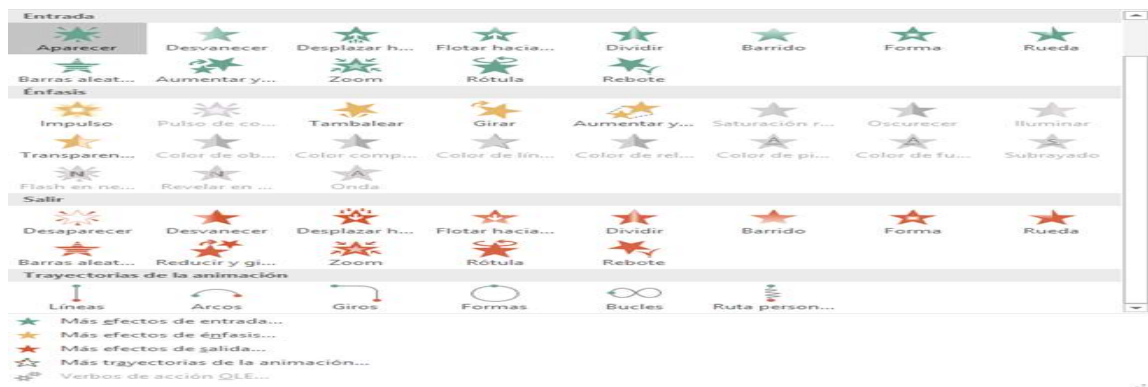 Entrada
Aparecer Desvanecer Desplazar h... Flotar hacia... Dividir Barrido Forma Rueda
Barras aleat... Aumentar y... Zoom Rótula Rebote
Énfasis
Impulso Pulso de co... Tambalear Girar Aumentar y... Saturación r... Oscurecer Iluminar
Transparen... Color de ob... Color comp... Color de lín... Color de rel... Color de pi... Color de fu... Subrayado
Flash en ne... Revelar en ... Onda
Salir
Desaparecer Desvanecer Desplazar h... Flotar hacia... Dividir Barrido Forma Rueda
Barras aleat... Reducir y gi... Zoom Rótula Rebote
Trayectorias de la animación
Líneas Arcos Giros Formas Bucles Ruta person...
Más efectos de entrada...
Más efectos de énfasis...
Más efectos de salida...
Más trayectorias de la animación...
Verbos de acción OLE...